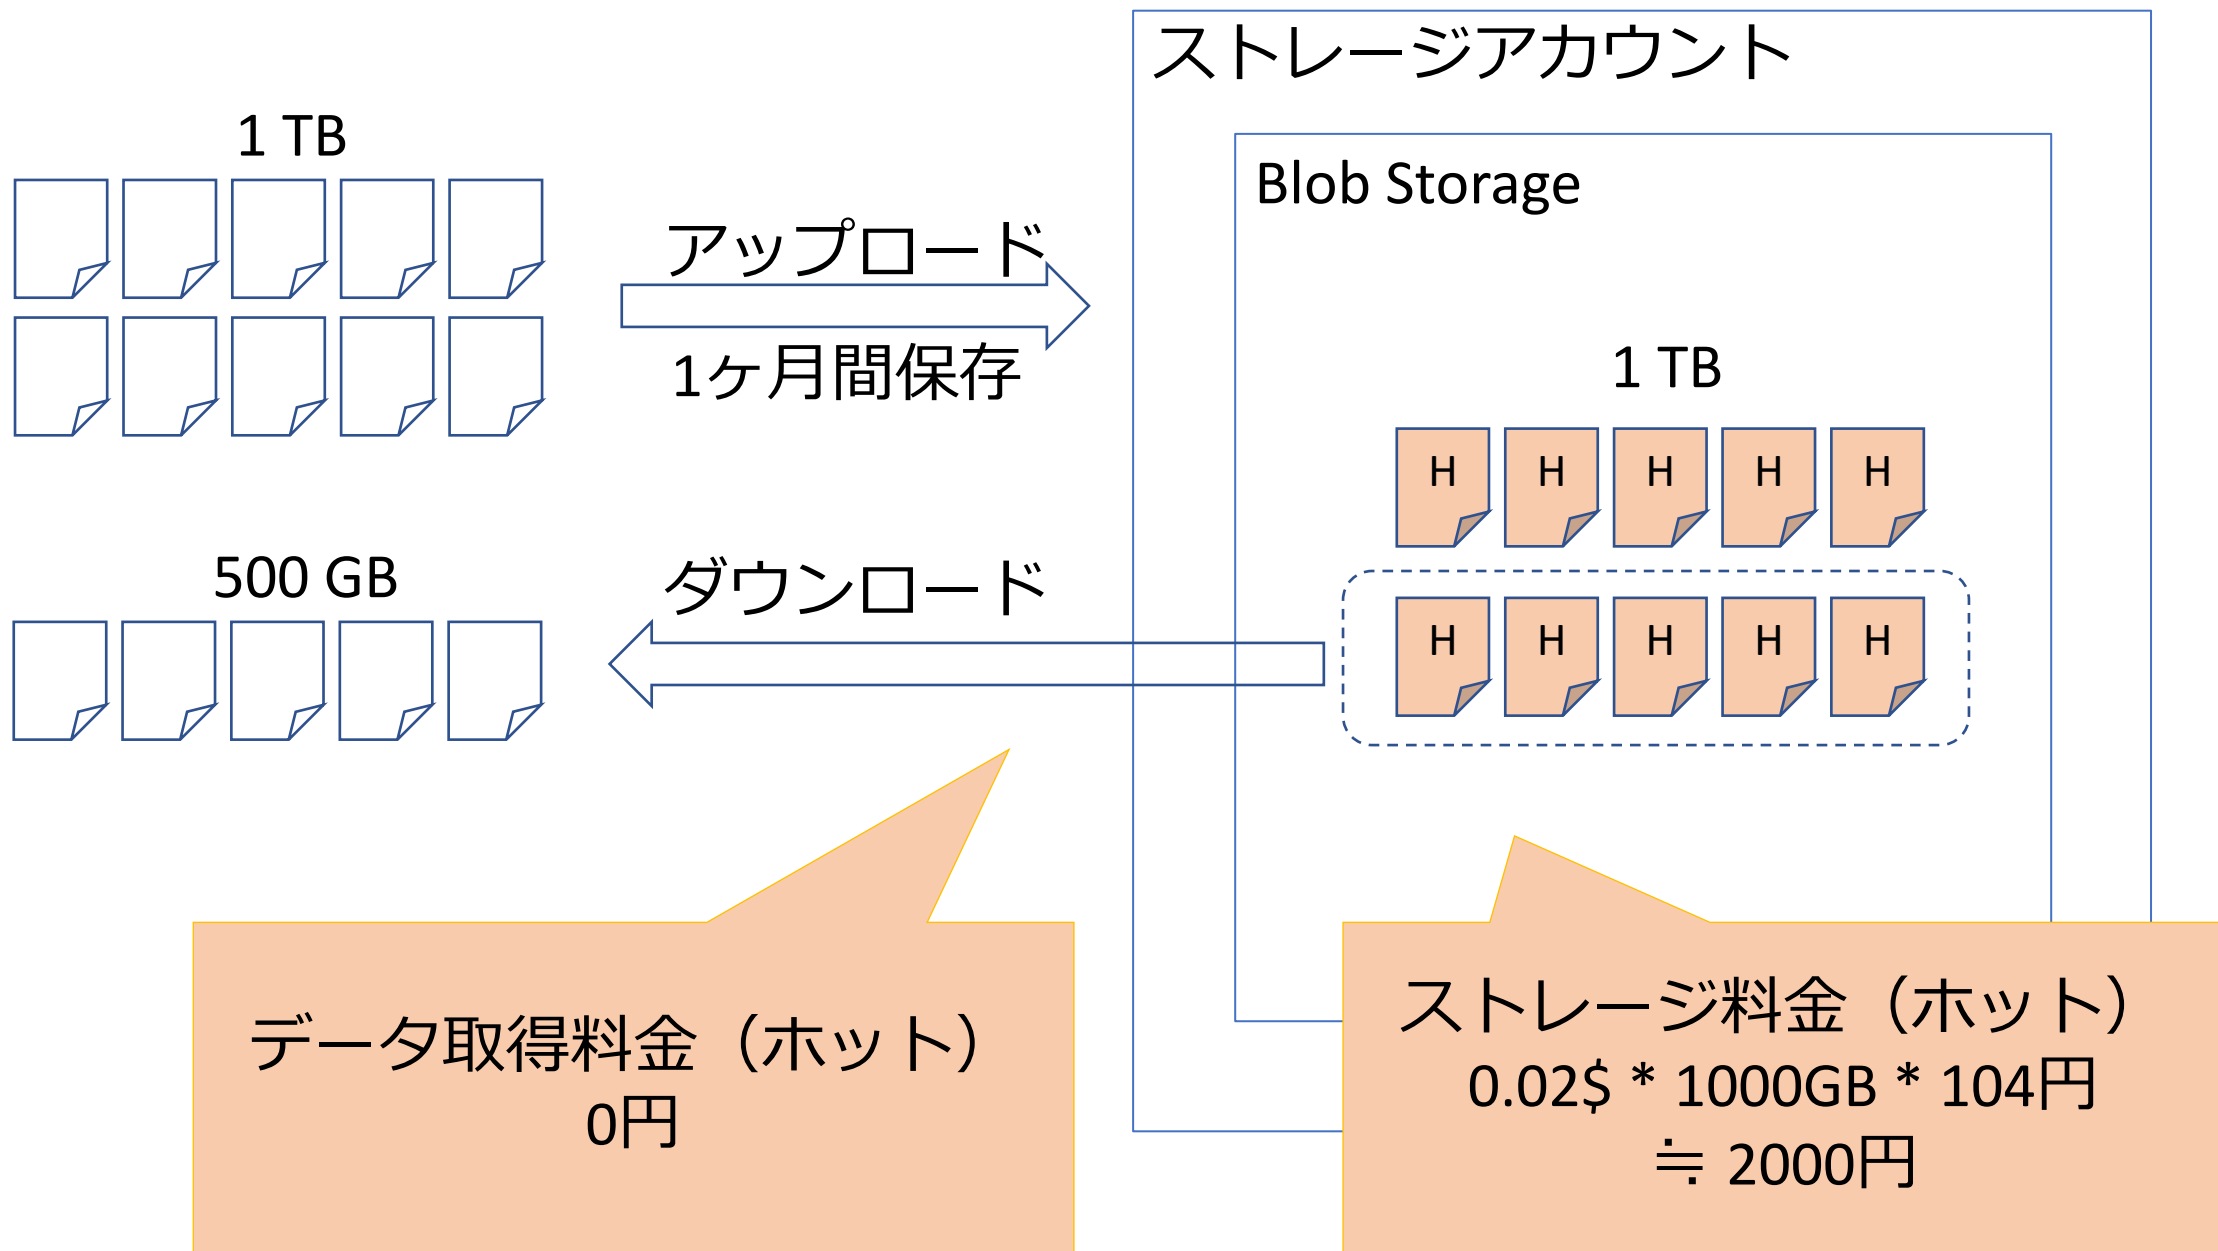 ストレージアカウント
1 TB
Blob Storage
アップロード
1ヶ月間保存
1 TB
H H H H H
500 GB
ダウンロード
H H H H H
データ取得料金（ホット）
0円
ストレージ料金（ホット）
0.02$ * 1000GB * 104円
≒ 2000円